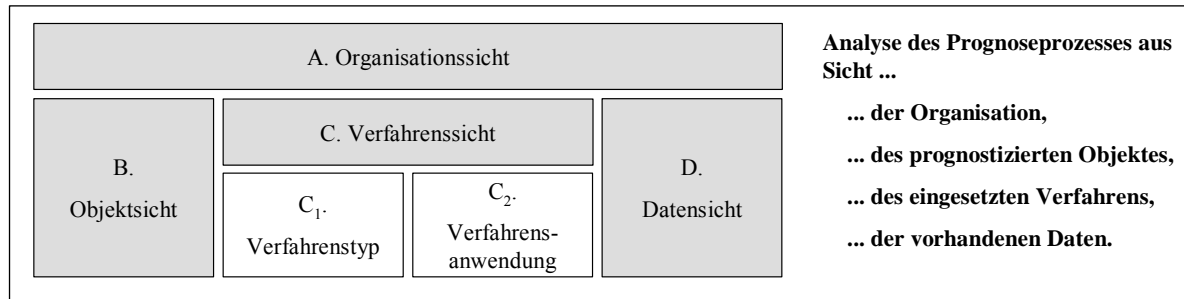 A. Organisationssicht
B.
Objektsicht
C. Verfahrenssicht
C₁.
Verfahrenstyp
C₂.
Verfahrens-
anwendung
D.
Datensicht
Analyse des Prognoseprozesses aus
Sicht ...
... der Organisation,
... des prognostizierten Objektes,
... des eingesetzten Verfahrens,
... der vorhandenen Daten.